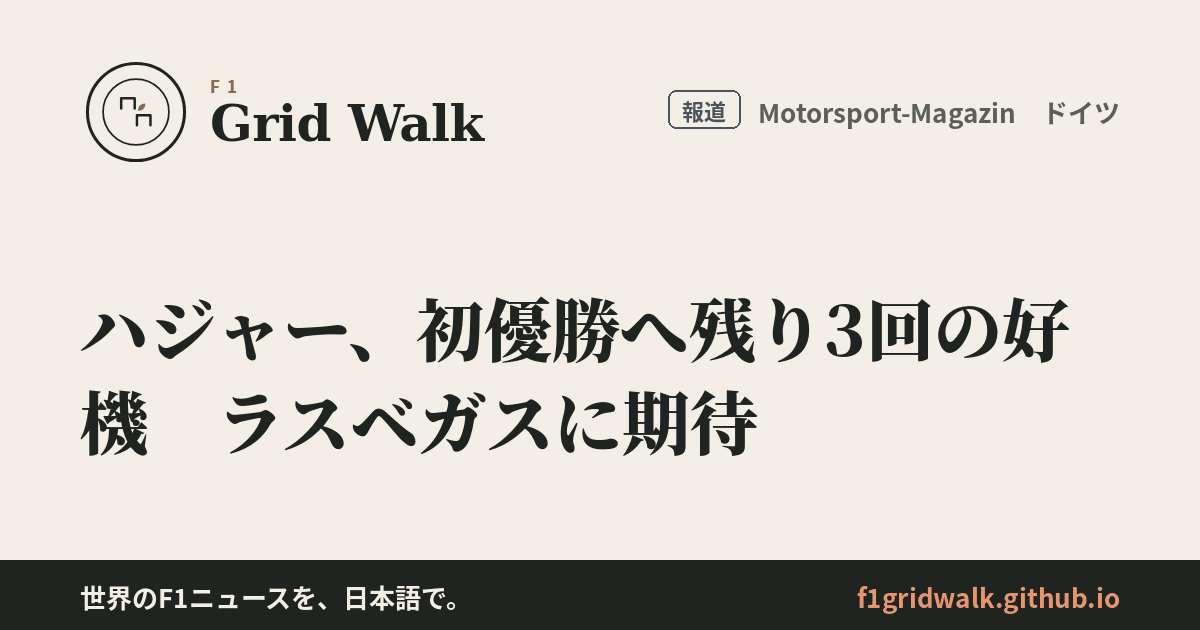 F1
Grid Walk
報道 Motorsport-Magazin ドイツ
ハジャー、初優勝へ残り3回の好
機 ラスベガスに期待
世界のF1ニュースを、日本語で。
f1gridwalk.github.io